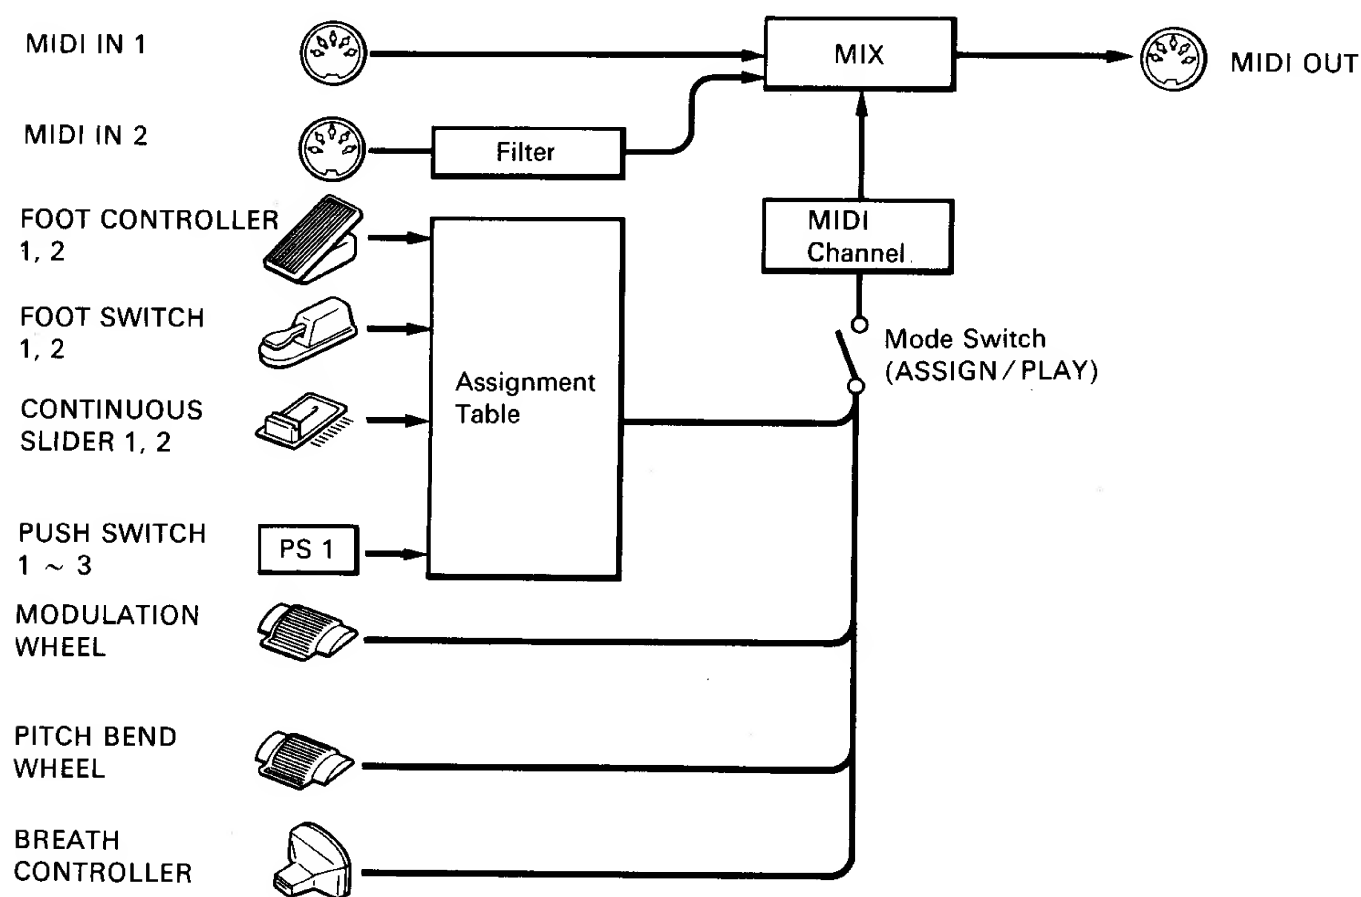 MIDI IN 1
MIX
MIDI OUT
MIDI IN 2
Filter
FOOT CONTROLLER
1, 2
MIDI
Channel
FOOT SWITCH
1, 2
Mode Switch
(ASSIGN/PLAY)
Assignment
Table
CONTINUOUS
SLIDER 1, 2
PUSH SWITCH
1 ~ 3
PS 1
MODULATION
WHEEL
PITCH BEND
WHEEL
BREATH
CONTROLLER